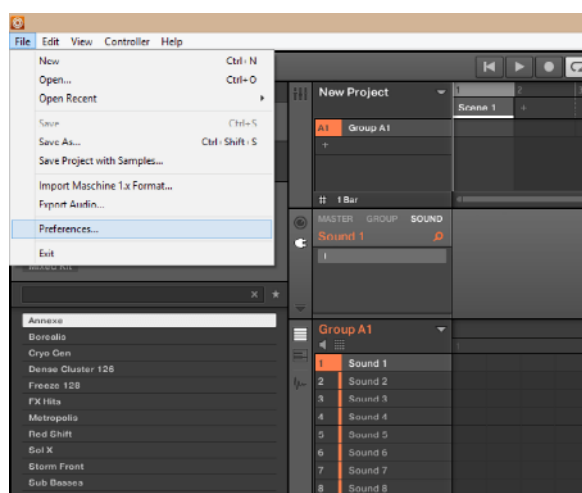 File Edit View Controller Help
New Ctrl+N
Open... Ctrl+O
Open Recent
Save Ctrl+S
Save As... Ctrl+Shift+S
Save Project with Samples...
Import Maschine 1.x Format...
Export Audio...
Preferences...
Exit
Mixed Kit
Annexe
Borealis
Cryo Gen
Dense Cluster 126
Freeze 128
FX Hits
Metropolis
Red Shift
Sol X
Storm Front
Sub Basses
New Project
1 2
Scene 1 +
A1 Group A1
+
1 Bar
MASTER GROUP SOUND
Sound 1
Group A1
1 Sound 1
2 Sound 2
3 Sound 3
4 Sound 4
5 Sound 5
6 Sound 6
7 Sound 7
8 Sound 8